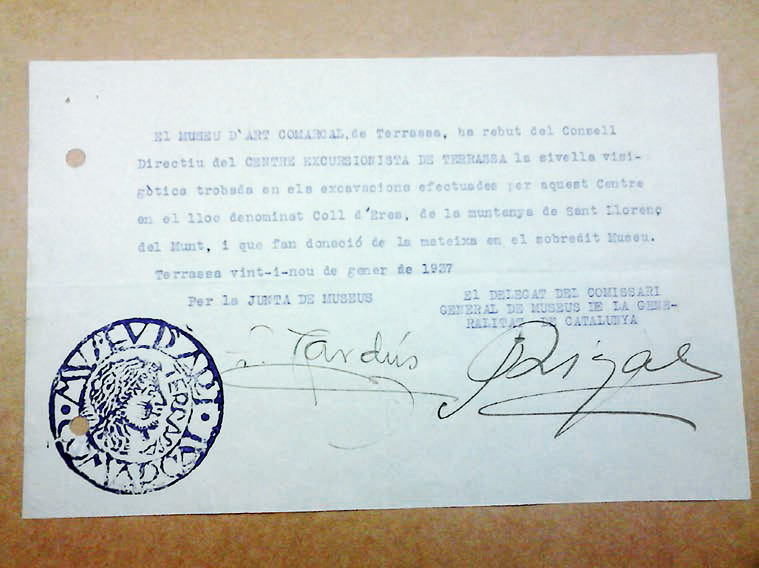 El MUSEU D'ART COMARCAL, de Terrassa, ha rebut del Consell
Directiu del CENTRE EXCURSIONISTA DE TERRASSA la sivella visi-
gòtica trobada en els excavacions efectuades per aquest Centre
en el lloc denominat Coll d'Eres, de la muntanya de Sant Llorenç
del Munt, i que fan donació de la mateixa en el sobredit Museu.
Terrassa vint-i-nou de gener de 1937
Per la JUNTA DE MUSEUS
El DELEGAT DEL COMISSARI
GENERAL DE MUSEUS DE LA GENE-
RALITAT DE CATALUNYA
Tardús
Rigal
MUSEU D'ART
TERRASSA